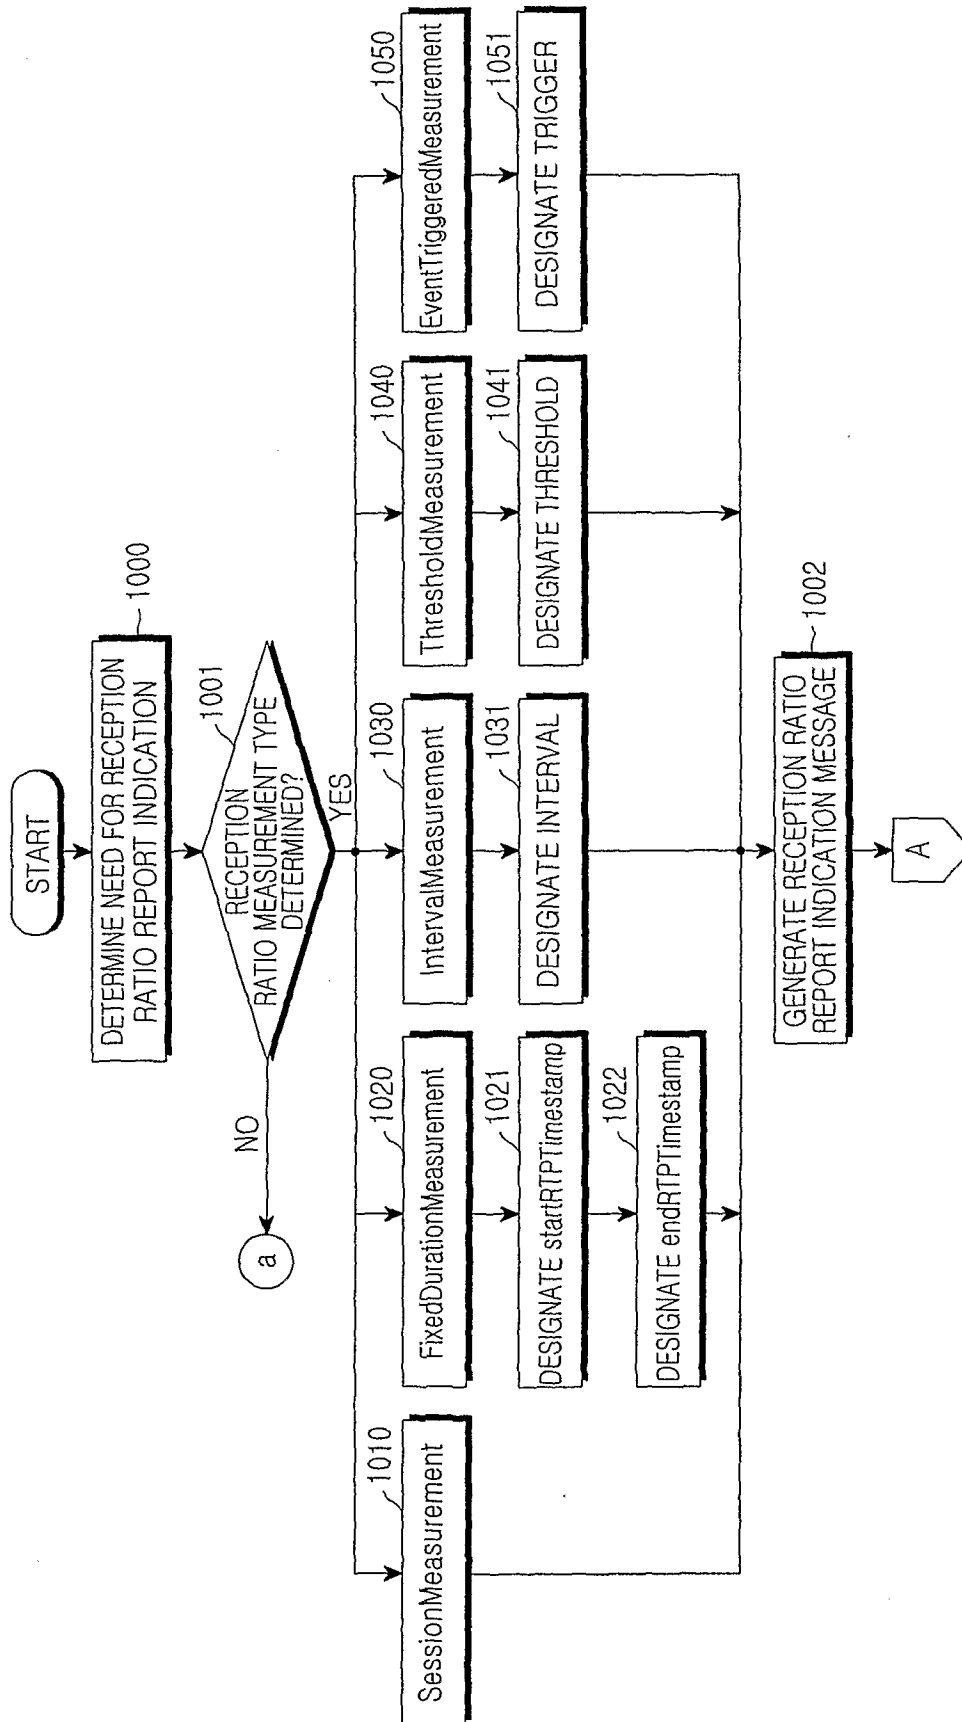 START
DETERMINE NEED FOR RECEPTION
RATIO REPORT INDICATION
1000
RECEPTION
RATIO MEASUREMENT TYPE
DETERMINED?
1001
NO
YES
a
SessionMeasurement
1010
FixedDurationMeasurement
1020
IntervalMeasurement
1030
ThresholdMeasurement
1040
EventTriggeredMeasurement
1050
DESIGNATE startRTPTimestamp
1021
DESIGNATE INTERVAL
1031
DESIGNATE THRESHOLD
1041
DESIGNATE TRIGGER
1051
DESIGNATE endRTPTimestamp
1022
GENERATE RECEPTION RATIO
REPORT INDICATION MESSAGE
1002
A